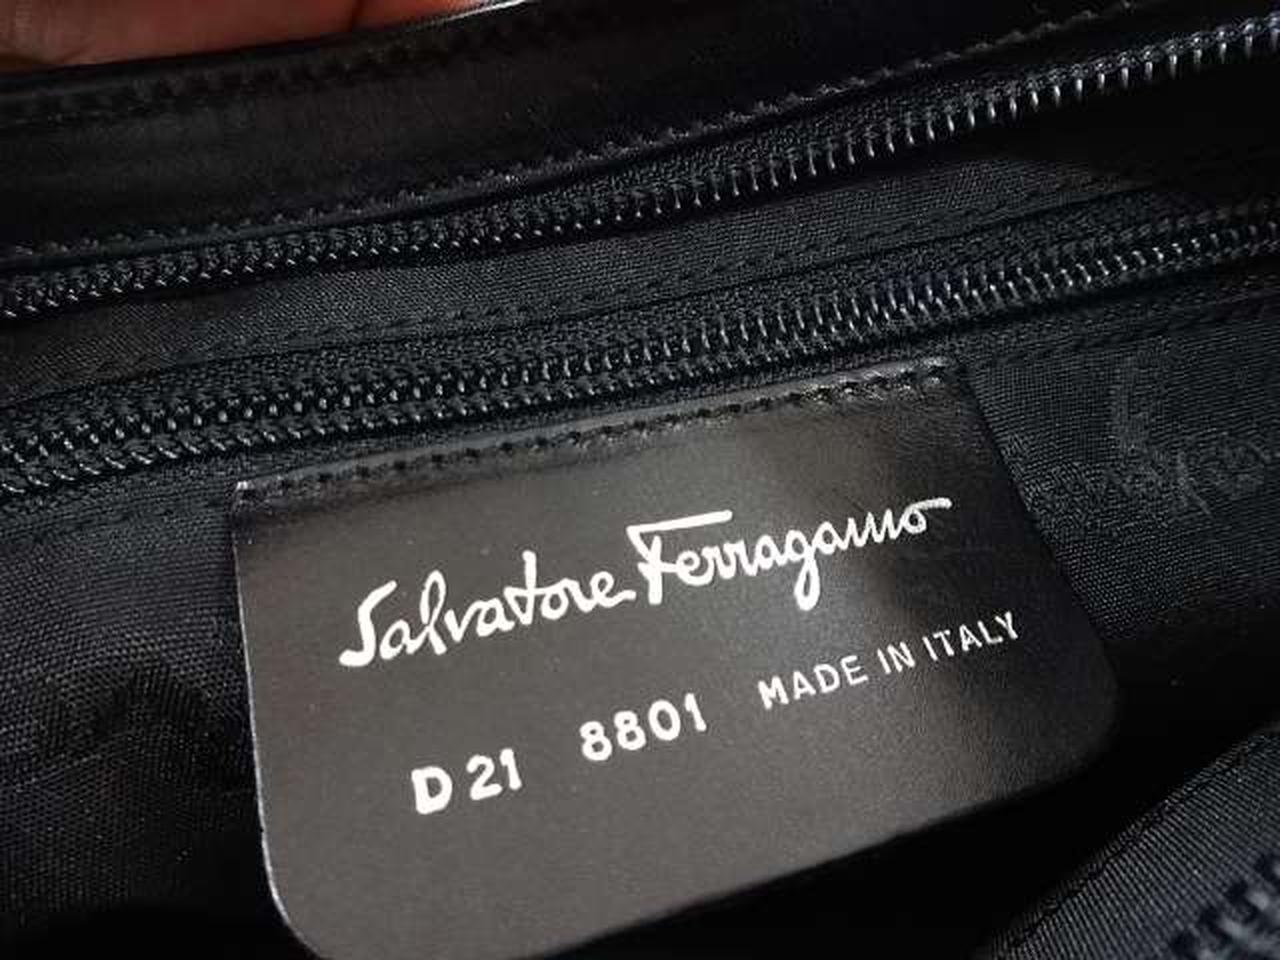 Salvatore Ferragamo
D 21 8801 MADE IN ITALY